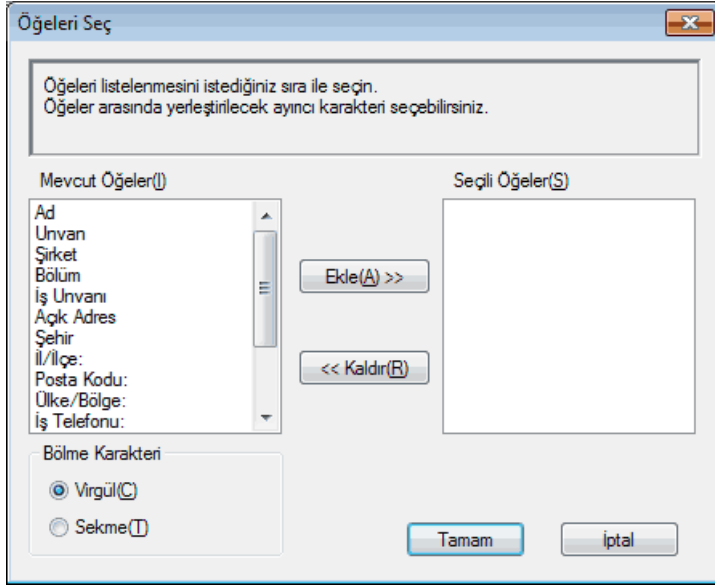 Öğeleri Seç
Öğeleri listelenmesini istediğiniz sıra ile seçin.
Öğeler arasında yerleştirilecek ayırıcı karakteri seçebilirsiniz.
Mevcut Öğeler(I)
Seçili Öğeler(S)
Ad
Unvan
Şirket
Bölüm
İş Unvanı
Açık Adres
Şehir
İl/İlçe:
Posta Kodu:
Ülke/Bölge:
İş Telefonu:
Ekle(A) >>
<< Kaldır(R)
Bölme Karakteri
Virgül(C)
Sekme(T)
Tamam
İptal